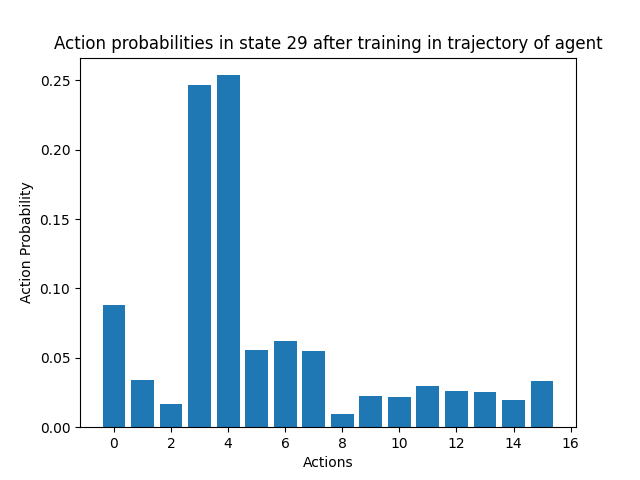 Action probabilities in state 29 after training in trajectory of agent
0.25
0.20
0.15
0.10
0.05
0.00
Action Probability
0 2 4 6 8 10 12 14 16
Actions